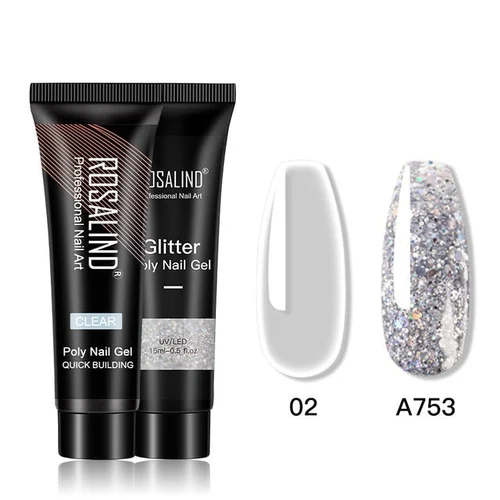 ROSALIND®
Professional Nail Art
CLEAR
Poly Nail Gel
QUICK BUILDING
OSALIND®
ofessional Nail Art
Glitter
oly Nail Gel
UV/LED
15ml-0.5 fl.oz
02
A753